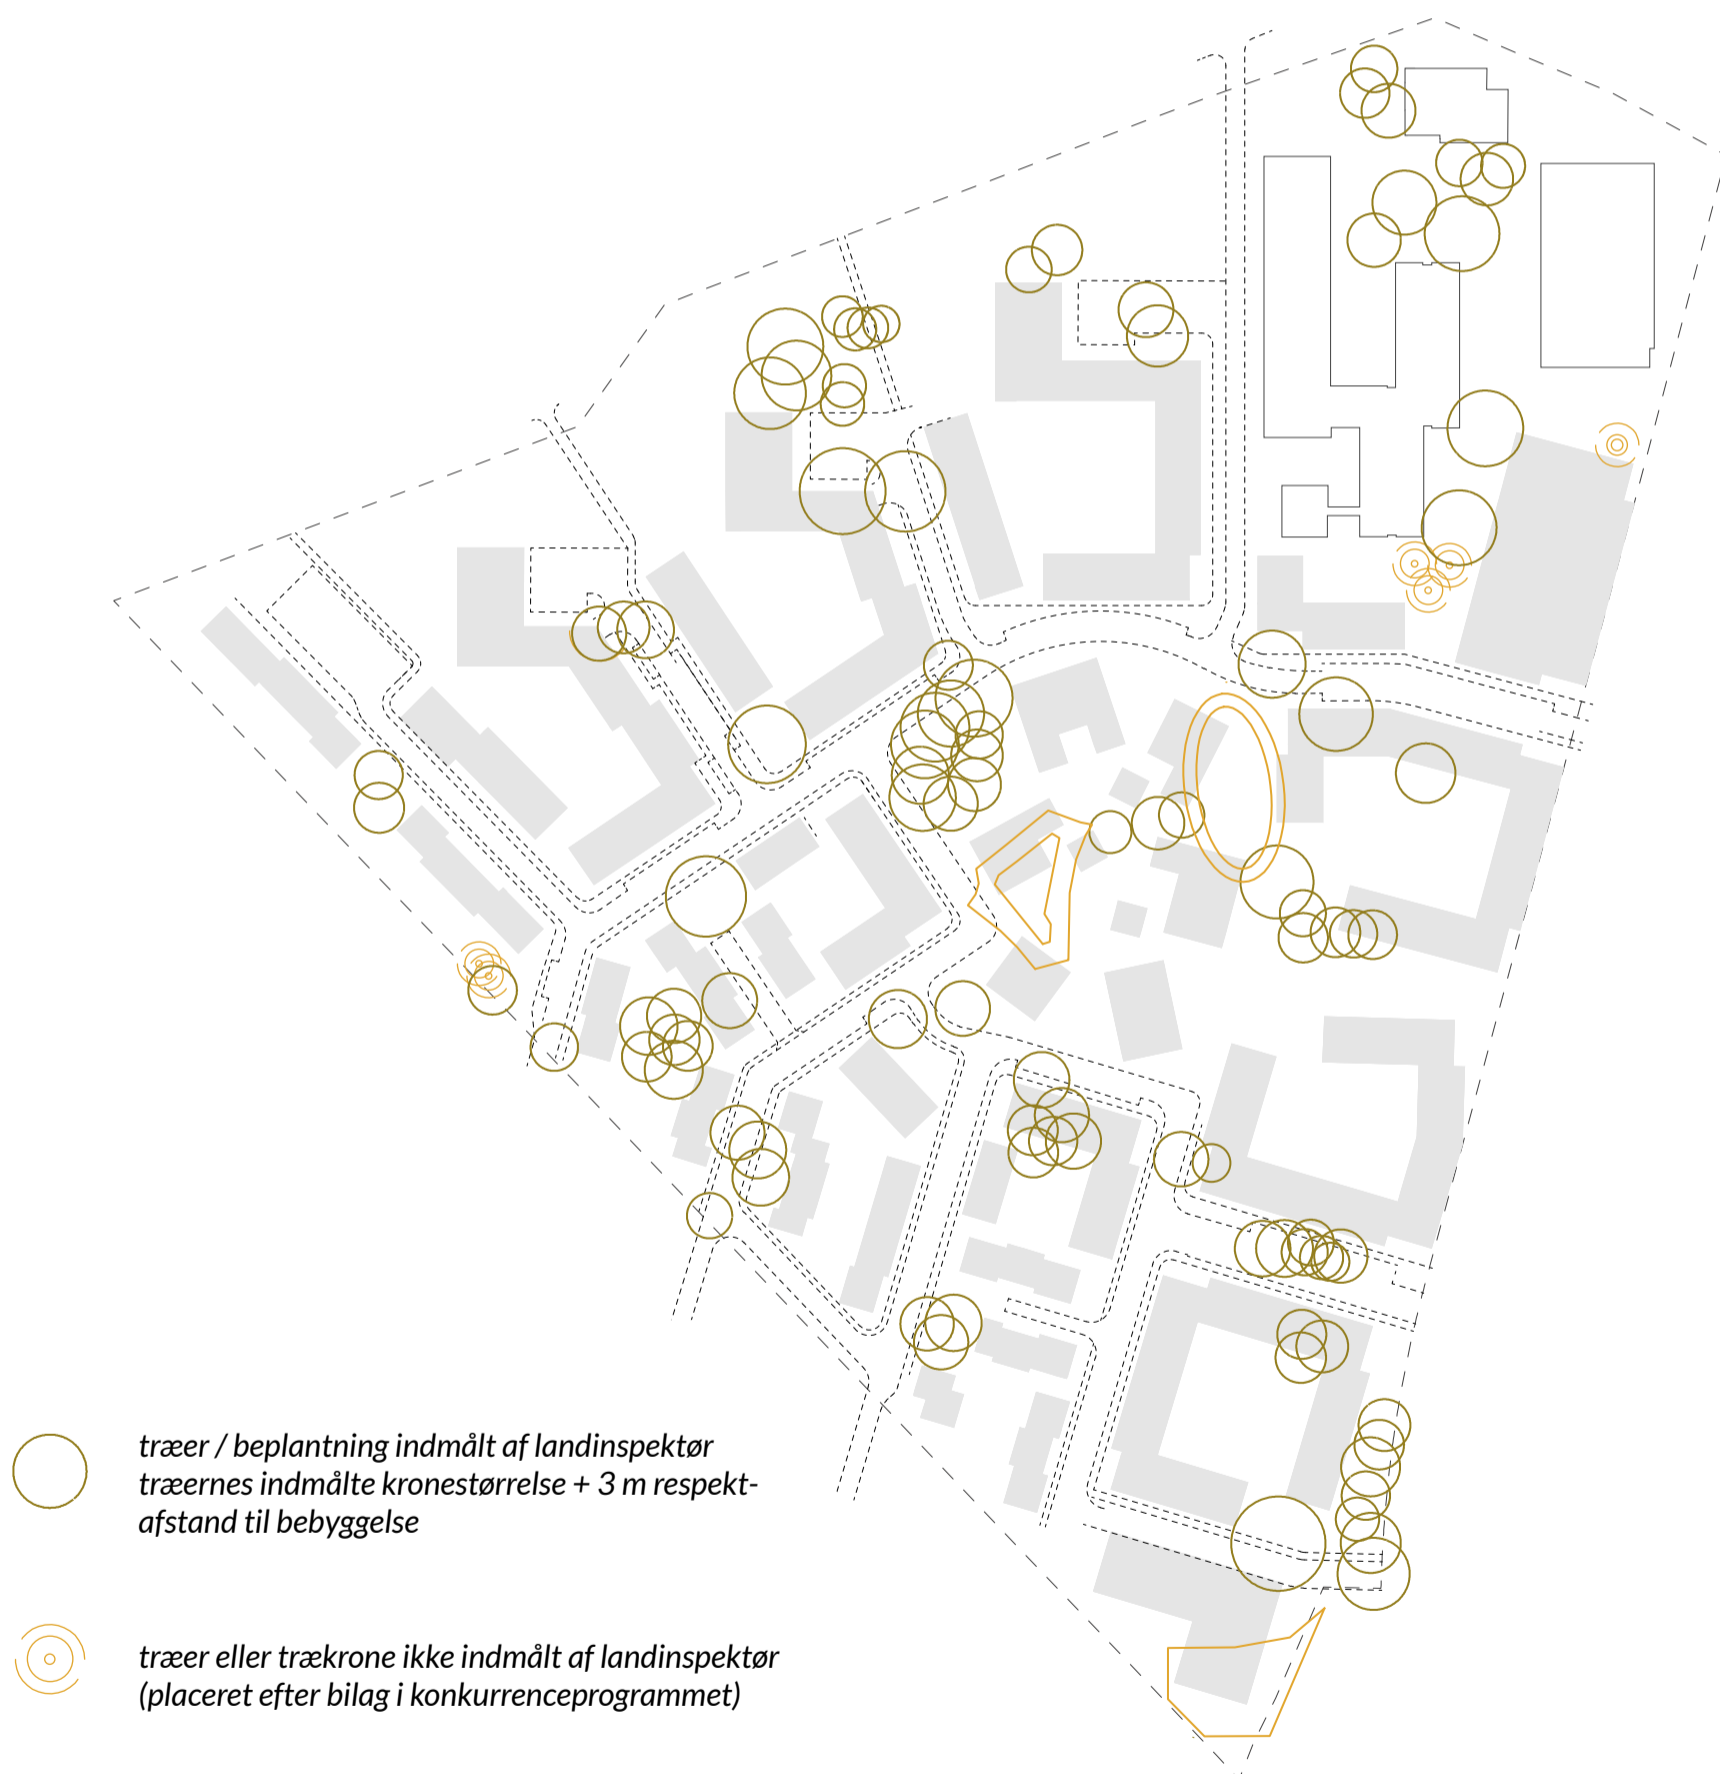 træer / beplantning indmålt af landinspektør
træernes indmålte kronestørrelse + 3 m respekt-
afstand til bebyggelse
træer eller trækrone ikke indmålt af landinspektør
(placeret efter bilag i konkurrenceprogrammet)